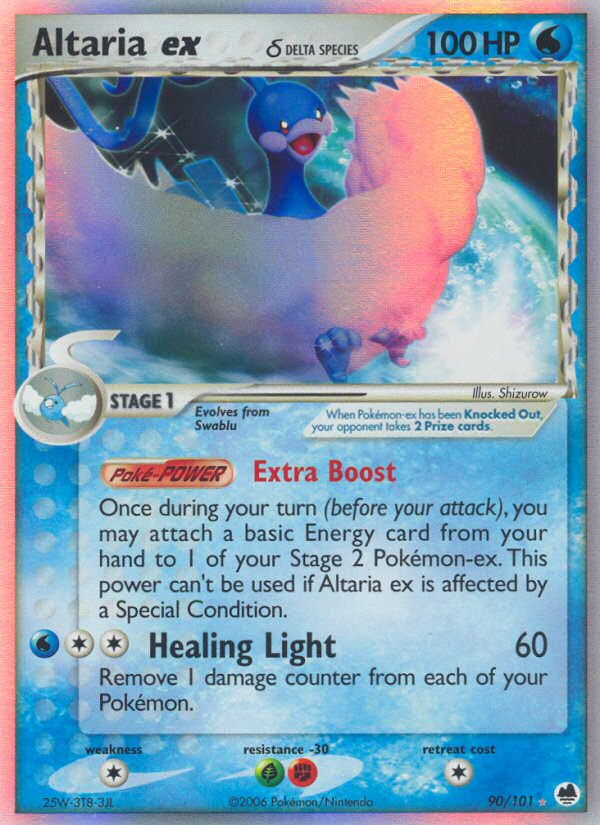 Altaria ex δ DELTA SPECIES 100 HP
Illus. Shizurow
STAGE 1
Evolves from
Swablu
When Pokémon-ex has been Knocked Out,
your opponent takes 2 Prize cards.
Poké-POWER Extra Boost
Once during your turn (before your attack), you
may attach a basic Energy card from your
hand to 1 of your Stage 2 Pokémon-ex. This
power can't be used if Altaria ex is affected by
a Special Condition.
Healing Light 60
Remove 1 damage counter from each of your
Pokémon.
weakness resistance -30 retreat cost
25W-3T8-3JL ©2006 Pokémon/Nintendo 90/101 ★